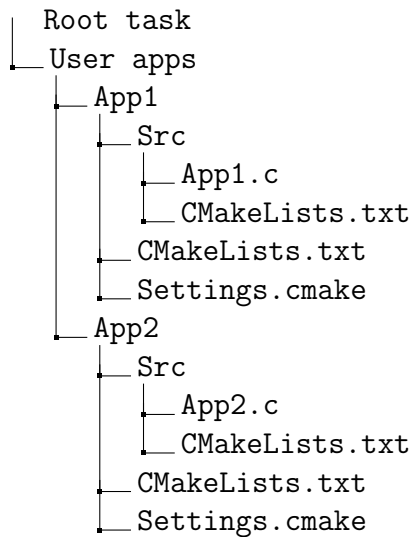 Root task
User apps
App1
Src
App1.c
CMakeLists.txt
CMakeLists.txt
Settings.cmake
App2
Src
App2.c
CMakeLists.txt
CMakeLists.txt
Settings.cmake